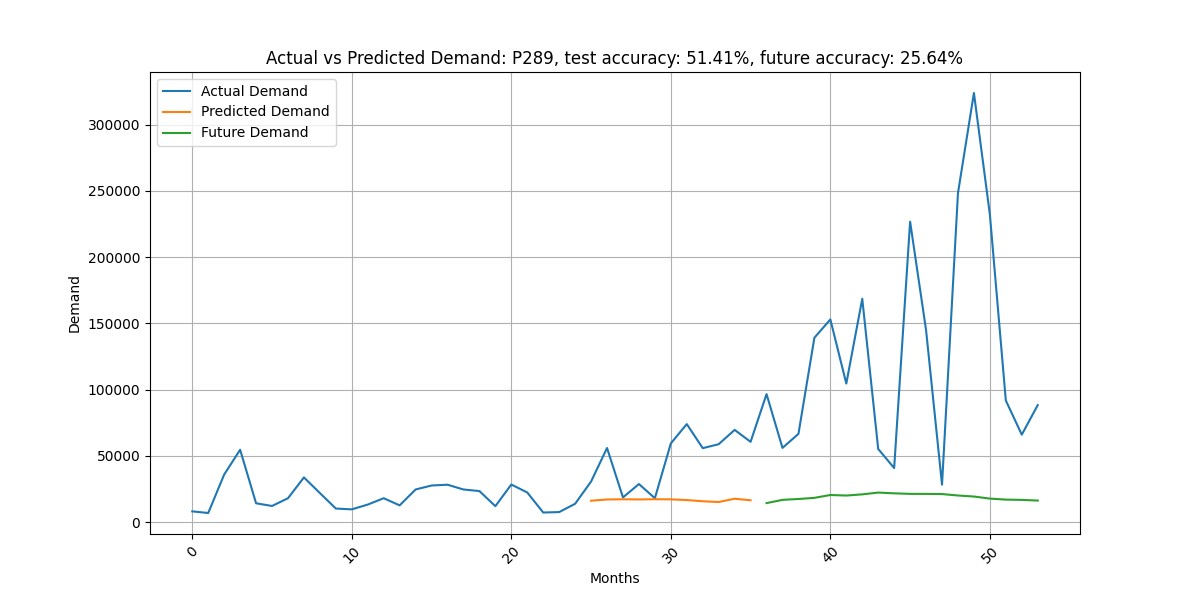 Actual vs Predicted Demand: P289, test accuracy: 51.41%, future accuracy: 25.64%
Actual Demand
Predicted Demand
Future Demand
300000
250000
200000
150000
100000
50000
0
Demand
0 10 20 30 40 50
Months